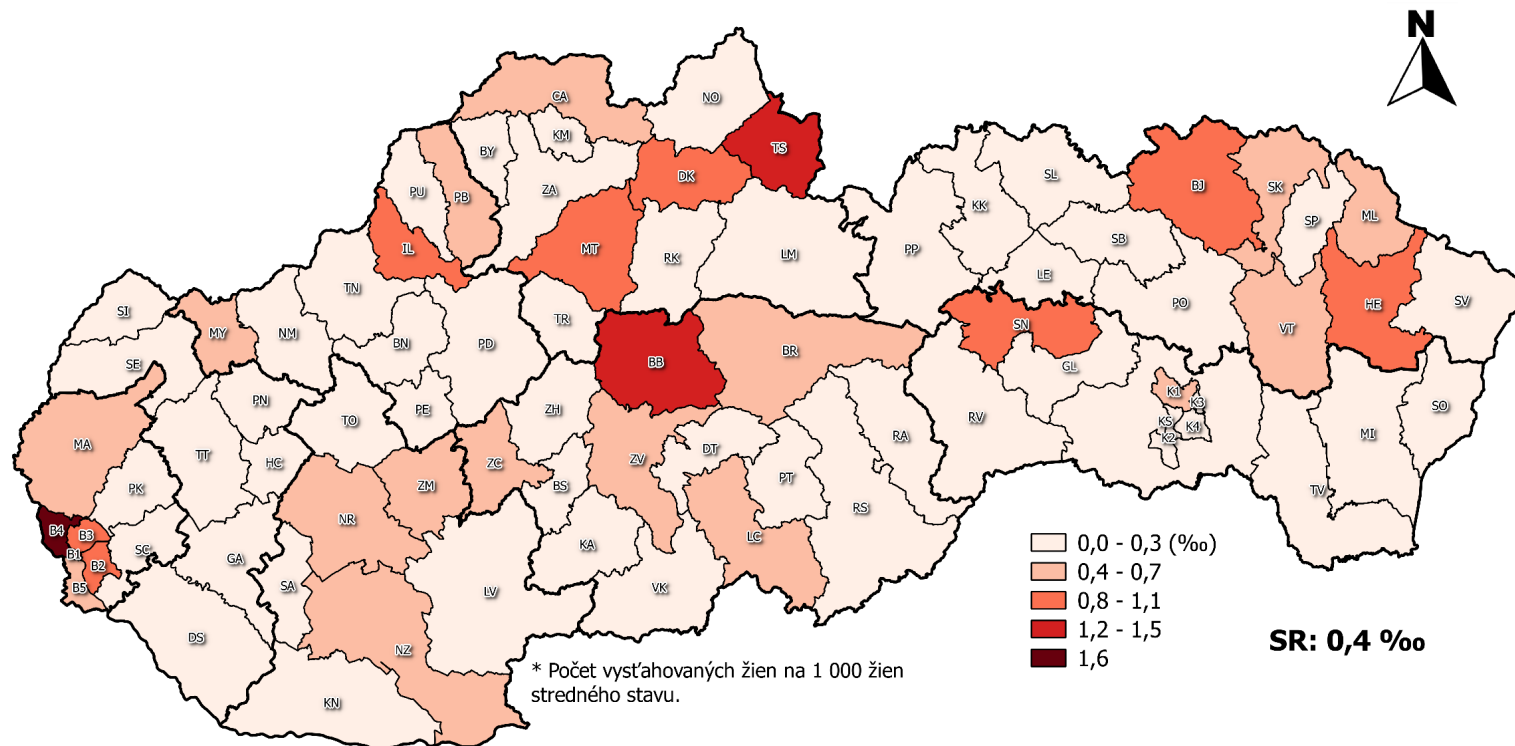 N
NO
CA
KM
BY
TS
DK
PU
PB
ZA
SL
BJ
SK
KK
SP
ML
IL
MT
SB
PP
RK
LM
LE
TN
PO
SV
SI
HE
MY
NM
TR
SN
VT
BN
PD
BR
SE
BB
GL
K1
PN
K3
PE
ZH
SO
TO
RV
KS
K4
MI
RA
K2
MA
DT
TT
HC
ZV
ZC
PT
ZM
BS
PK
TV
RS
NR
B4
B3
LC
KA
B1
SC
B2
GA
SA
B5
LV
VK
DS
NZ
KN
0,0 - 0,3 (‰)
0,4 - 0,7
0,8 - 1,1
1,2 - 1,5
1,6
SR: 0,4 ‰
* Počet vysťahovaných žien na 1 000 žien
stredného stavu.